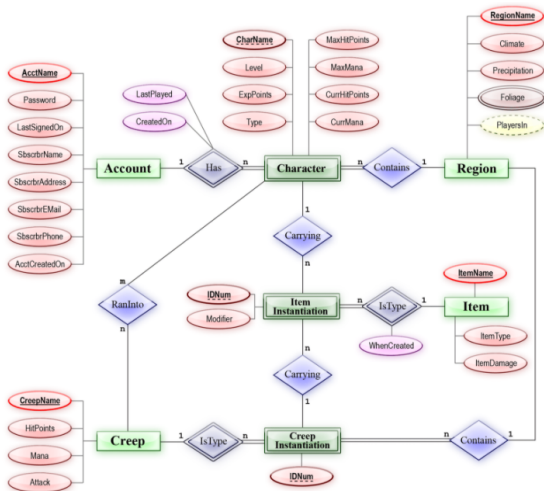 RegionName
CharName
MaxHitPoints
Climate
Level
MaxMana
AcctName
Precipitation
LastPlayed
ExpPoints
CurrHitPoints
Password
Foliage
CreatedOn
Type
CurrMana
LastSignedOn
PlayersIn
SbscrbrName
Account
1
Has
n
Character
n
Contains
1
Region
SbscrbrAddress
SbscrbrEMail
1
SbscrbrPhone
Carrying
AcctCreatedOn
n
ItemName
m
RanInto
n
IDNum
Modifier
Item
Instantiation
n
IsType
1
Item
WhenCreated
ItemType
ItemDamage
n
Carrying
CreepName
HitPoints
1
Creep
1
IsType
n
Creep
Instantiation
n
Contains
1
Mana
Attack
IDNum